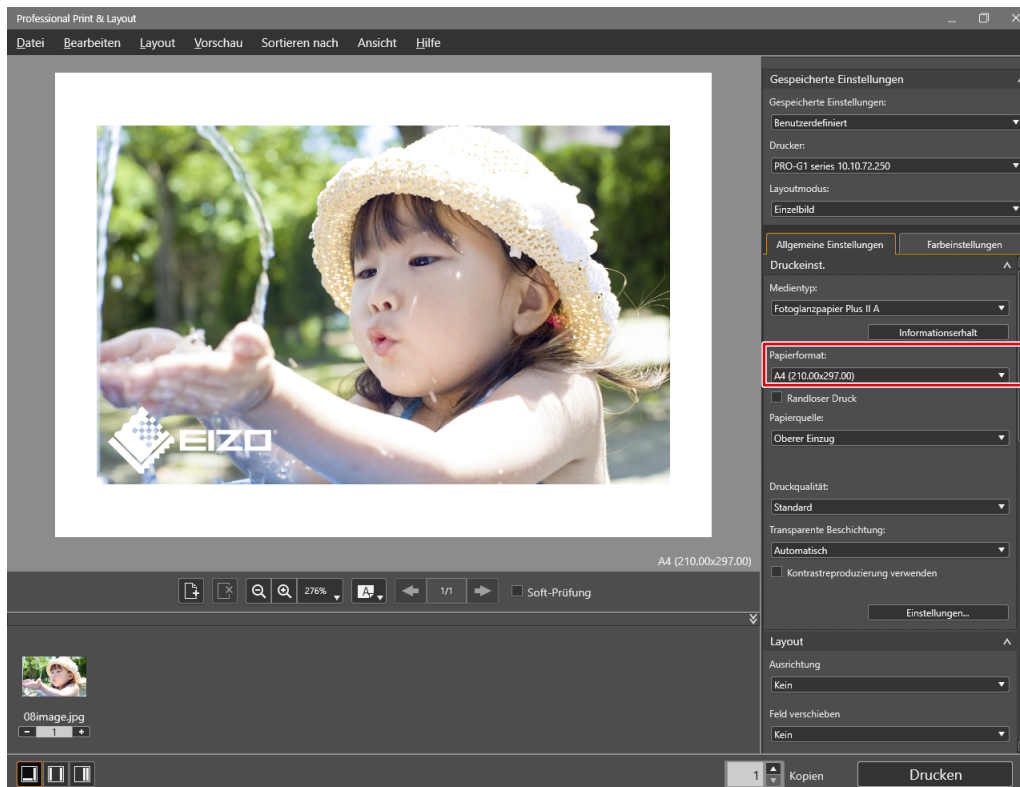 Professional Print & Layout
Datei Bearbeiten Layout Vorschau Sortieren nach Ansicht Hilfe
EIZO
A4 (210.00x297.00)
276%
A
1/1
Soft-Prüfung
08image.jpg
- 1 +
Gespeicherte Einstellungen
Gespeicherte Einstellungen:
Benutzerdefiniert
Drucker:
PRO-G1 series 10.10.72.250
Layoutmodus:
Einzelbild
Allgemeine Einstellungen Farbeinstellungen
Druckeinst.
Medientyp:
Fotoglanzpapier Plus II A
Informationserhalt
Papierformat:
A4 (210.00x297.00)
Randloser Druck
Papierquelle:
Oberer Einzug
Druckqualität:
Standard
Transparente Beschichtung:
Automatisch
Kontrastreproduzierung verwenden
Einstellungen...
Layout
Ausrichtung
Kein
Feld verschieben
Kein
1 Kopien Drucken